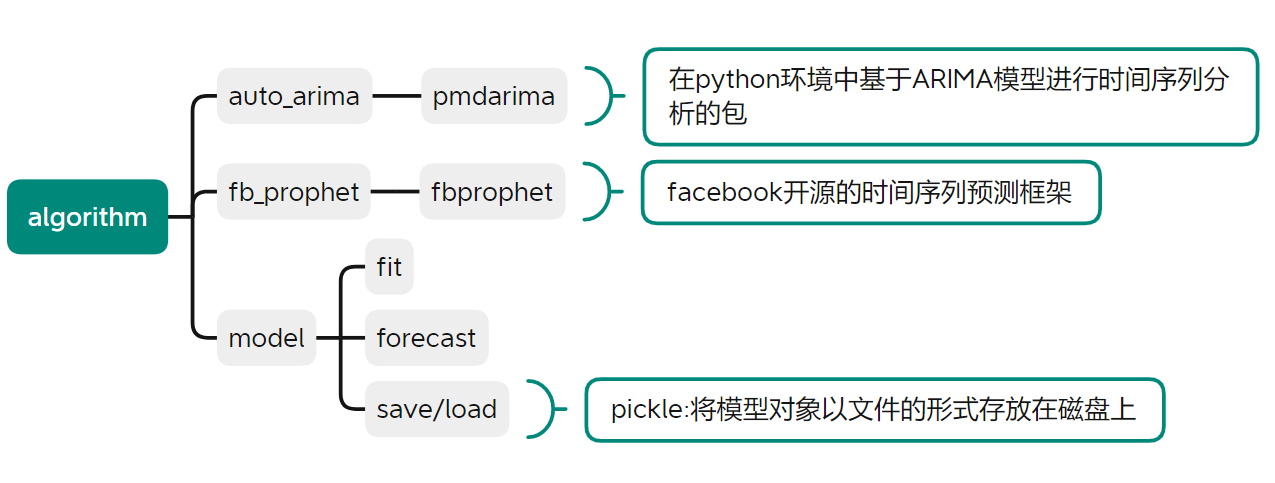 auto_arima
pmdarima
在python环境中基于ARIMA模型进行时间序列分
析的包
algorithm
fb_prophet
fbprophet
facebook开源的时间序列预测框架
model
fit
forecast
save/load
pickle:将模型对象以文件的形式存放在磁盘上